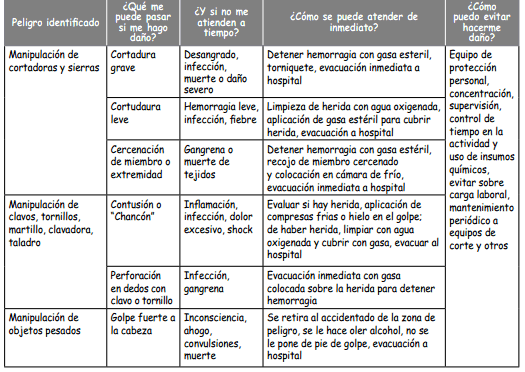 Peligro identificado
¿Qué me
puede pasar
si me hago
daño?
¿Y si no me
atienden a
tiempo?
¿Cómo se puede atender de
inmediato?
¿Cómo
puedo evitar
hacerme
daño?
Manipulación de
cortadoras y sierras
Cortadura
grave
Desangrado,
infección,
muerte o daño
severo
Detener hemorragia con gasa esteril,
torniquete, evacuación inmediata a
hospital
Equipo de
protección
personal,
concentración,
supervisión,
control de
tiempo en la
actividad y
uso de insumos
químicos,
evitar sobre
carga laboral,
mantenimiento
periódico a
equipos de
corte y otros
Cortudaura
leve
Hemorragia leve,
infección, fiebre
Limpieza de herida con agua oxigenada,
aplicación de gasa estéril para cubrir
herida, evacuación a hospital
Cercenación
de miembro o
extremidad
Gangrena o
muerte de
tejidos
Detener hemorragia con gasa estéril,
recojo de miembro cercenado
y colocación en cámara de frío,
evacuación inmediata a hospital
Manipulación de
clavos, tornillos,
martillo, clavadora,
taladro
Contusión o
"Chancón"
Inflamación,
infección, dolor
excesivo, shock
Evaluar si hay herida, aplicación de
compresas frias o hielo en el golpe;
de haber herida, limpiar con agua
oxigenada y cubrir con gasa, evacuar al
hospital
Perforación
en dedos con
clavo o tornillo
Infección,
gangrena
Evacuación inmediata con gasa
colocada sobre la herida para detener
hemorragia
Manipulación de
objetos pesados
Golpe fuerte a
la cabeza
Inconsciencia,
ahogo,
convulsiones,
muerte
Se retira al accidentado de la zona de
peligro, se le hace oler alcohol, no se
le pone de pie de golpe, evacuación a
hospital